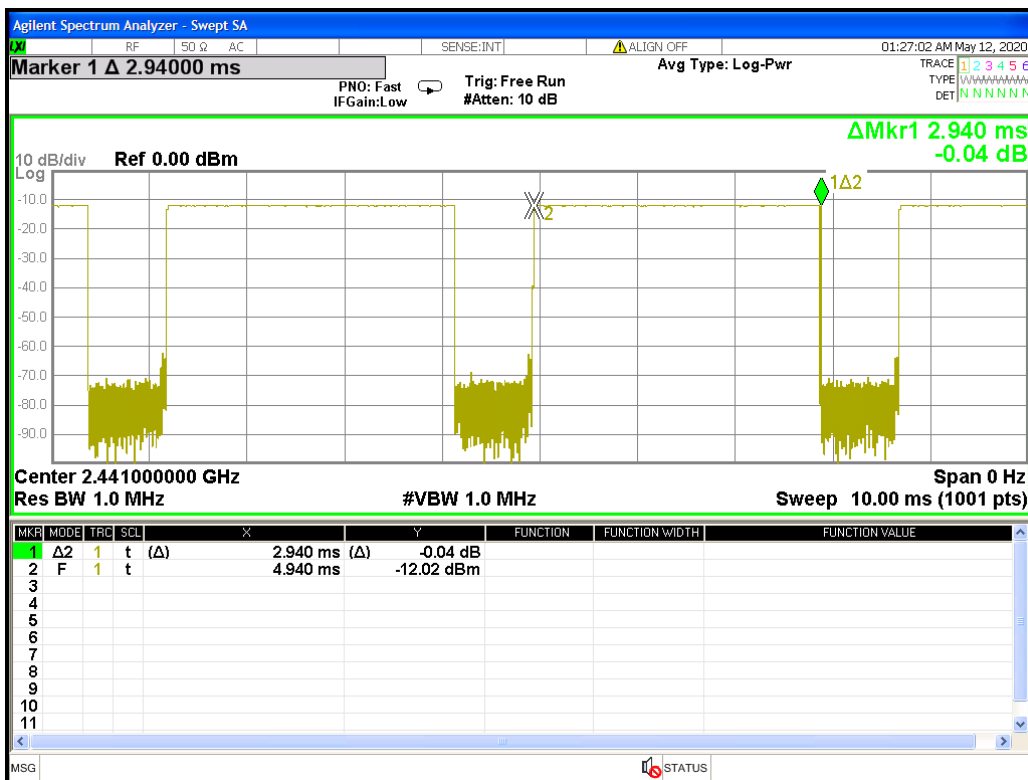 Agilent Spectrum Analyzer - Swept SA
LXI RF 50 Ω AC SENSE:INT ALIGN OFF 01:27:02 AM May 12, 2020
Marker 1 Δ 2.94000 ms
PNO: Fast
IFGain:Low
Trig: Free Run
#Atten: 10 dB
Avg Type: Log-Pwr
TRACE 1 2 3 4 5 6
TYPE WWWWWW
DET N N N N N N
ΔMkr1 2.940 ms
-0.04 dB
10 dB/div Ref 0.00 dBm
Log
1Δ2
2
-10.0
-20.0
-30.0
-40.0
-50.0
-60.0
-70.0
-80.0
-90.0
Center 2.441000000 GHz Span 0 Hz
Res BW 1.0 MHz #VBW 1.0 MHz Sweep 10.00 ms (1001 pts)
MKR MODE TRC SCL X Y FUNCTION FUNCTION WIDTH FUNCTION VALUE
1 Δ2 1 t (Δ) 2.940 ms (Δ) -0.04 dB
2 F 1 t 4.940 ms -12.02 dBm
3
4
5
6
7
8
9
10
11
MSG STATUS